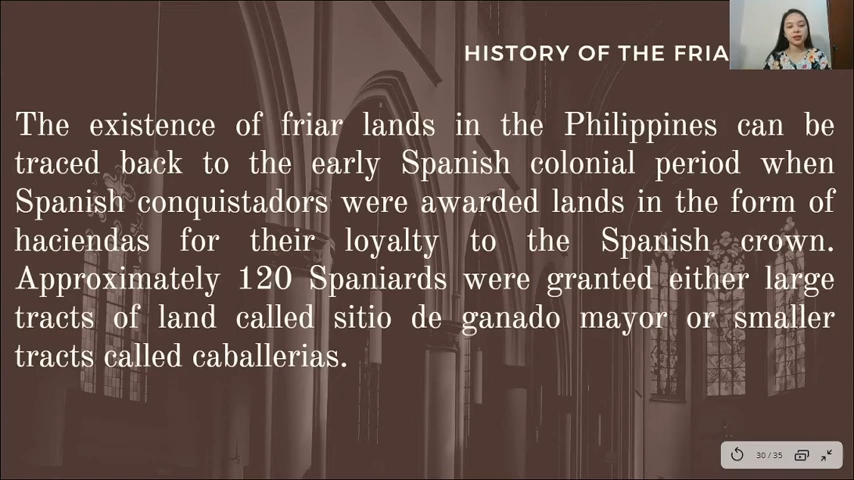 HISTORY OF THE
The existence of friar lands in the Philippines can be
traced back to the early Spanish colonial period when
Spanish conquistadors were awarded lands in the form of
haciendas for their loyalty to the Spanish crown.
Approximately 120 Spaniards were granted either large
tracts of land called sitio de ganado mayor or smaller
tracts called caballerias.
30 / 35